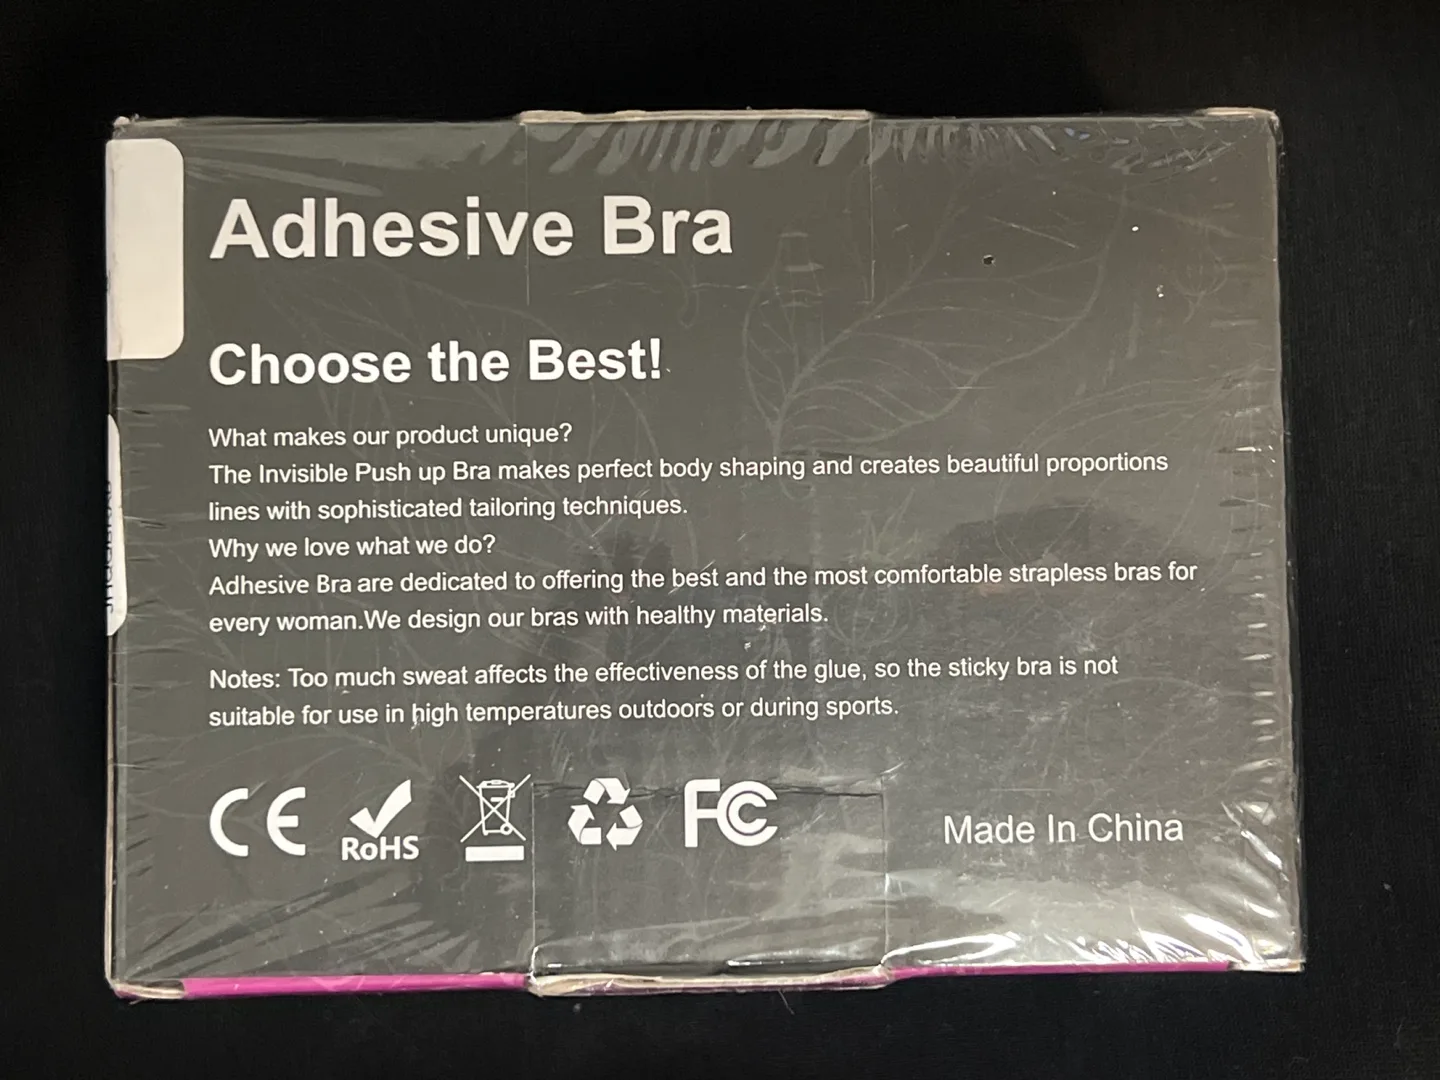 Adhesive Bra
Choose the Best!
What makes our product unique?
The Invisible Push up Bra makes perfect body shaping and creates beautiful proportions
lines with sophisticated tailoring techniques.
Why we love what we do?
Adhesive Bra are dedicated to offering the best and the most comfortable strapless bras for
every woman.We design our bras with healthy materials.
Notes: Too much sweat affects the effectiveness of the glue, so the sticky bra is not
suitable for use in high temperatures outdoors or during sports.
CE
RoHS
FC
Made In China